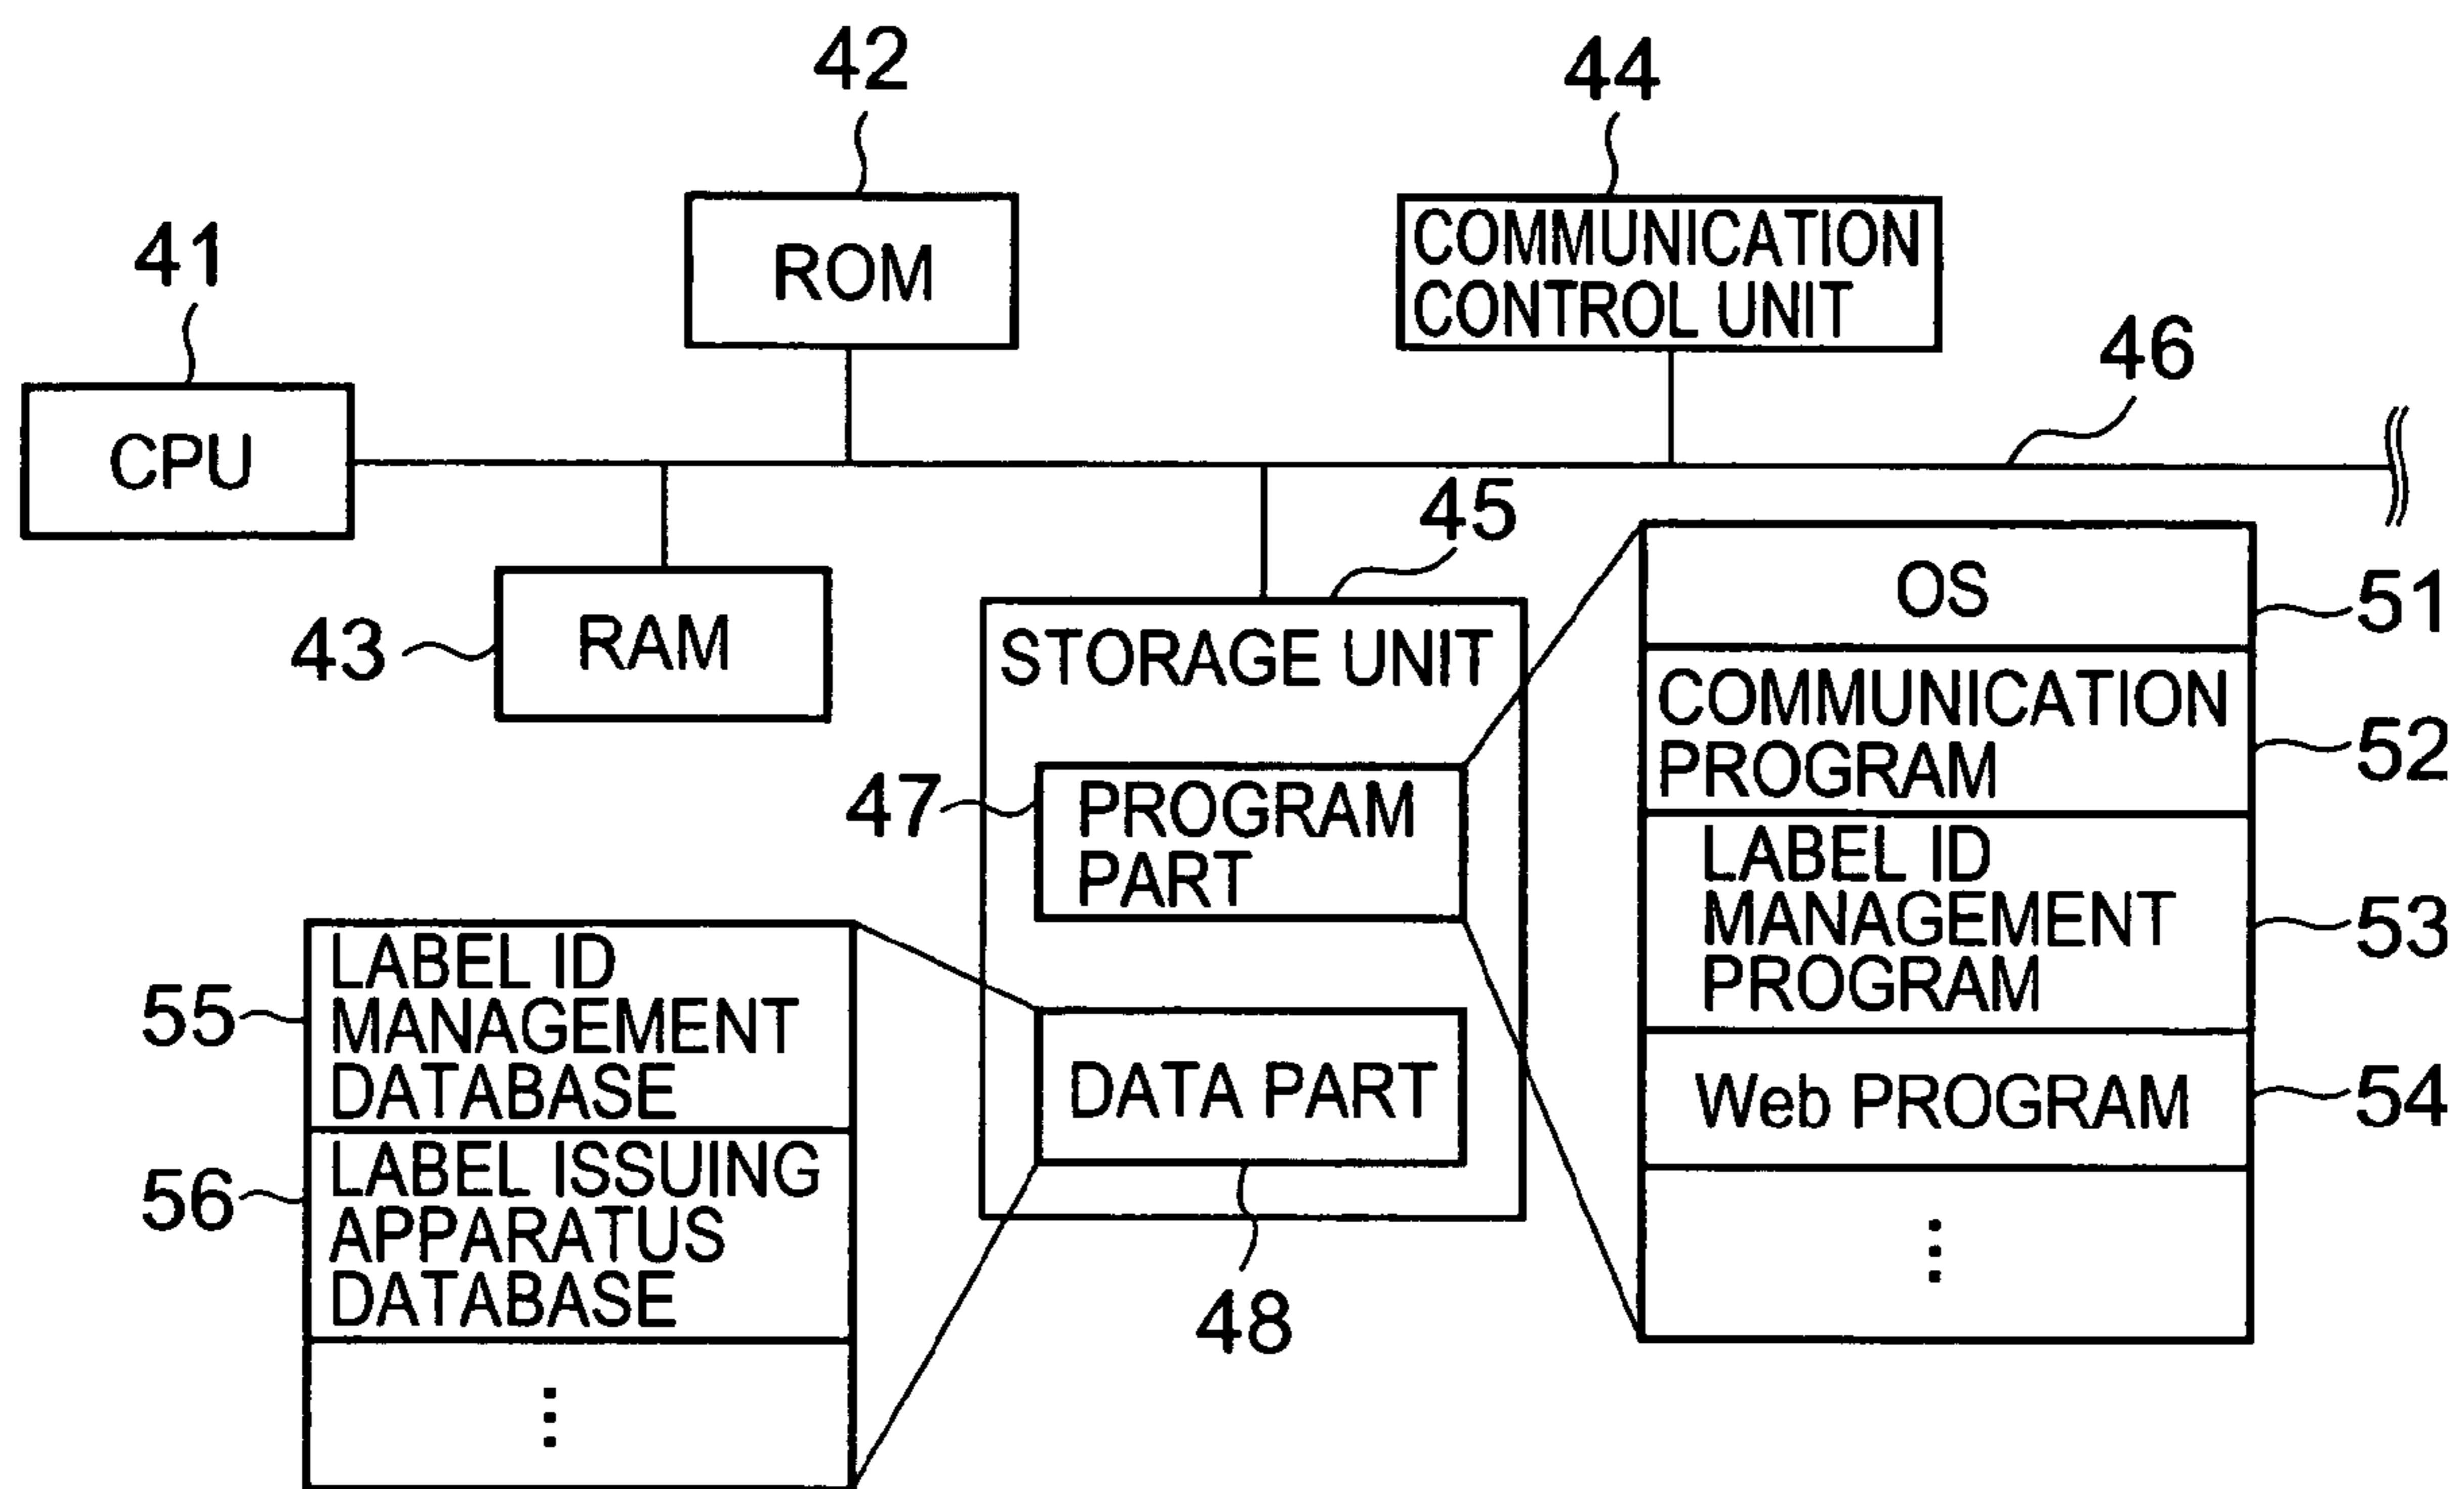 42
44
41
ROM
COMMUNICATION
CONTROL UNIT
46
CPU
45
43
RAM
STORAGE UNIT
OS
51
COMMUNICATION
PROGRAM
52
47
PROGRAM
PART
LABEL ID
MANAGEMENT
PROGRAM
53
55
LABEL ID
MANAGEMENT
DATABASE
DATA PART
Web PROGRAM
54
56
LABEL ISSUING
APPARATUS
DATABASE
48